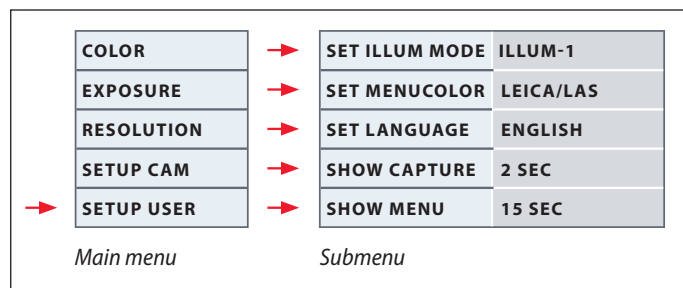 COLOR SET ILLUM MODE ILLUM-1
EXPOSURE SET MENUCOLOR LEICA/LAS
RESOLUTION SET LANGUAGE ENGLISH
SETUP CAM SHOW CAPTURE 2 SEC
SETUP USER SHOW MENU 15 SEC
Main menu Submenu